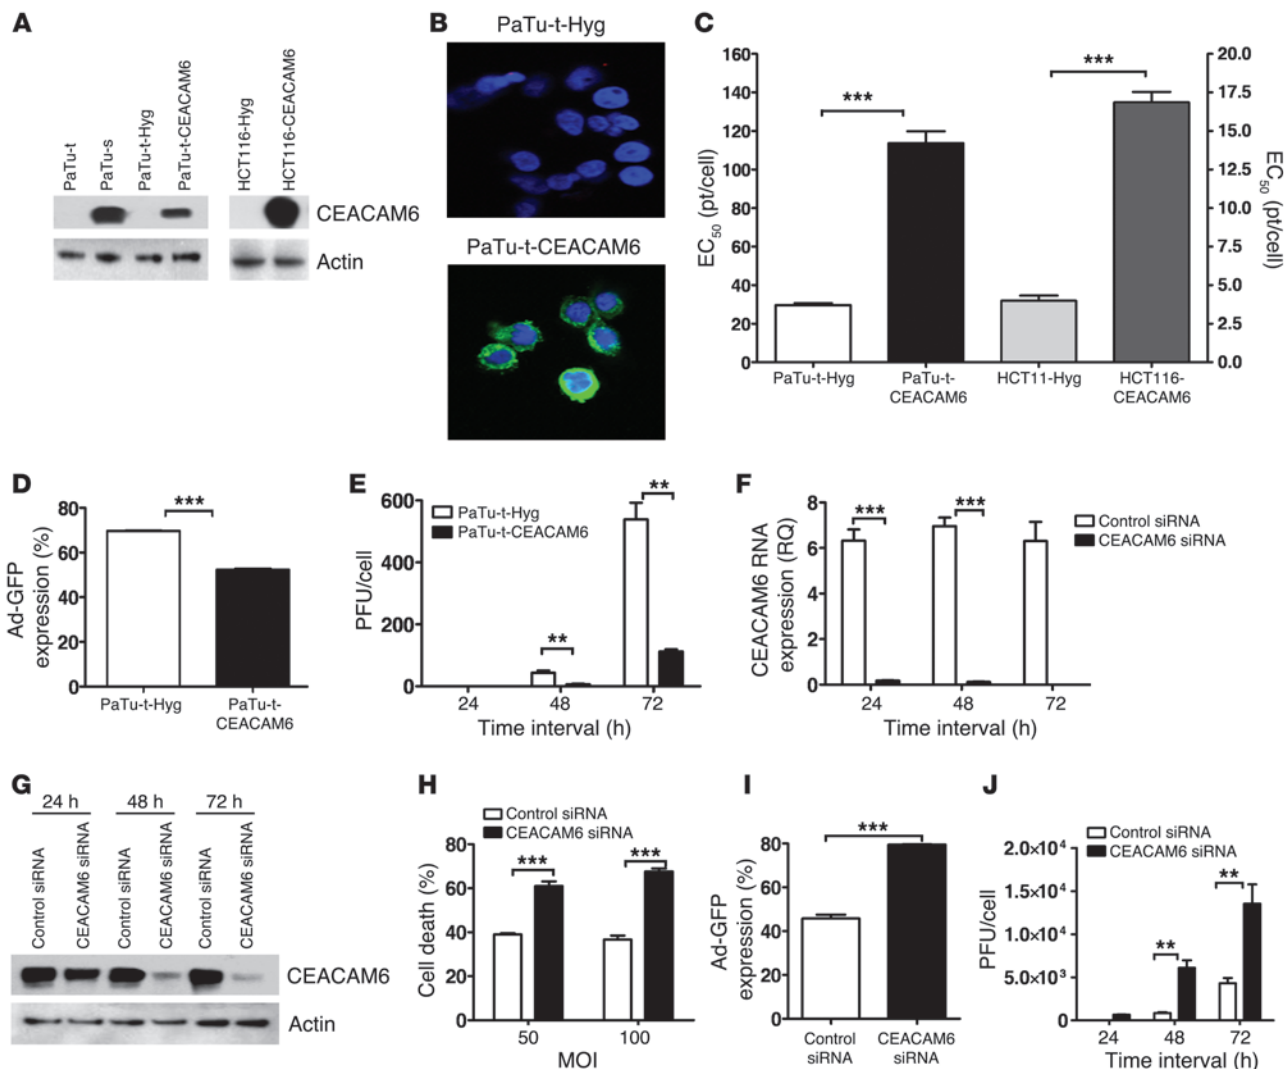 A
PaTu-t
PaTu-s
PaTu-t-Hyg
PaTu-t-CEACAM6
HCT116-Hyg
HCT116-CEACAM6
CEACAM6
Actin
B
PaTu-t-Hyg
PaTu-t-CEACAM6
C
EC50 (pt/cell)
160
140
120
100
80
60
40
20
0
***
***
20.0
17.5
15.0
12.5
10.0
7.5
5.0
2.5
0.0
EC50 (pt/cell)
PaTu-t-Hyg
PaTu-t-
CEACAM6
HCT11-Hyg
HCT116-
CEACAM6
D
Ad-GFP
expression (%)
80
60
40
20
0
***
PaTu-t-Hyg
PaTu-t-
CEACAM6
E
PFU/cell
600
400
200
0
PaTu-t-Hyg
PaTu-t-CEACAM6
**
**
24 48 72
Time interval (h)
F
CEACAM6 RNA
expression (RQ)
8
6
4
2
0
***
***
Control siRNA
CEACAM6 siRNA
24 48 72
Time interval (h)
G
24 h 48 h 72 h
Control siRNA
CEACAM6 siRNA
Control siRNA
CEACAM6 siRNA
Control siRNA
CEACAM6 siRNA
CEACAM6
Actin
H
Control siRNA
CEACAM6 siRNA
Cell death (%)
80
60
40
20
0
***
***
50 100
MOI
I
Ad-GFP
expression (%)
80
60
40
20
0
***
Control
siRNA
CEACAM6
siRNA
J
Control siRNA
CEACAM6 siRNA
PFU/cell
2.0×10⁴
1.5×10⁴
1.0×10⁴
5.0×10³
0
**
**
24 48 72
Time interval (h)